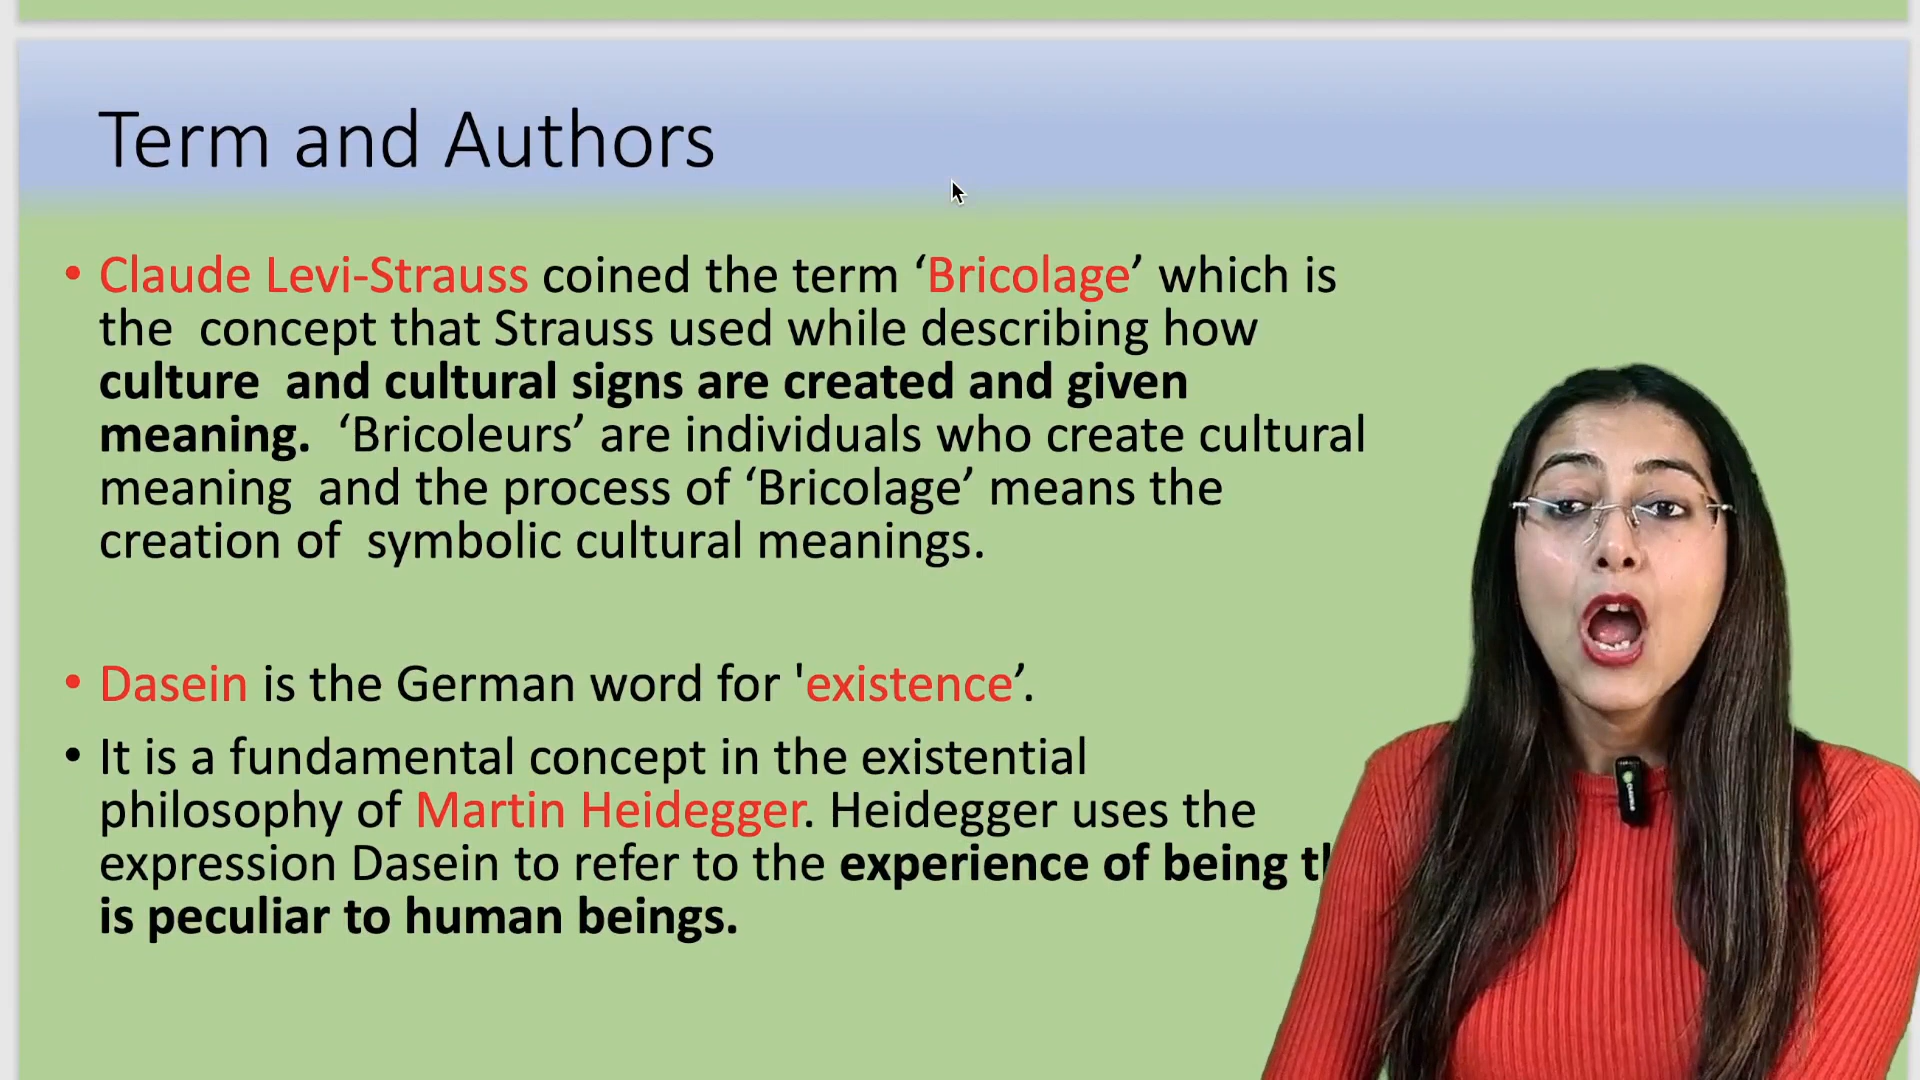 Term and Authors
• Claude Levi-Strauss coined the term ‘Bricolage’ which is
the  concept that Strauss used while describing how
culture  and cultural signs are created and given
meaning.  ‘Bricoleurs’ are individuals who create cultural
meaning  and the process of ‘Bricolage’ means the
creation of  symbolic cultural meanings.
• Dasein is the German word for 'existence’.
• It is a fundamental concept in the existential
philosophy of Martin Heidegger. Heidegger uses the
expression Dasein to refer to the experience of being
is peculiar to human beings.